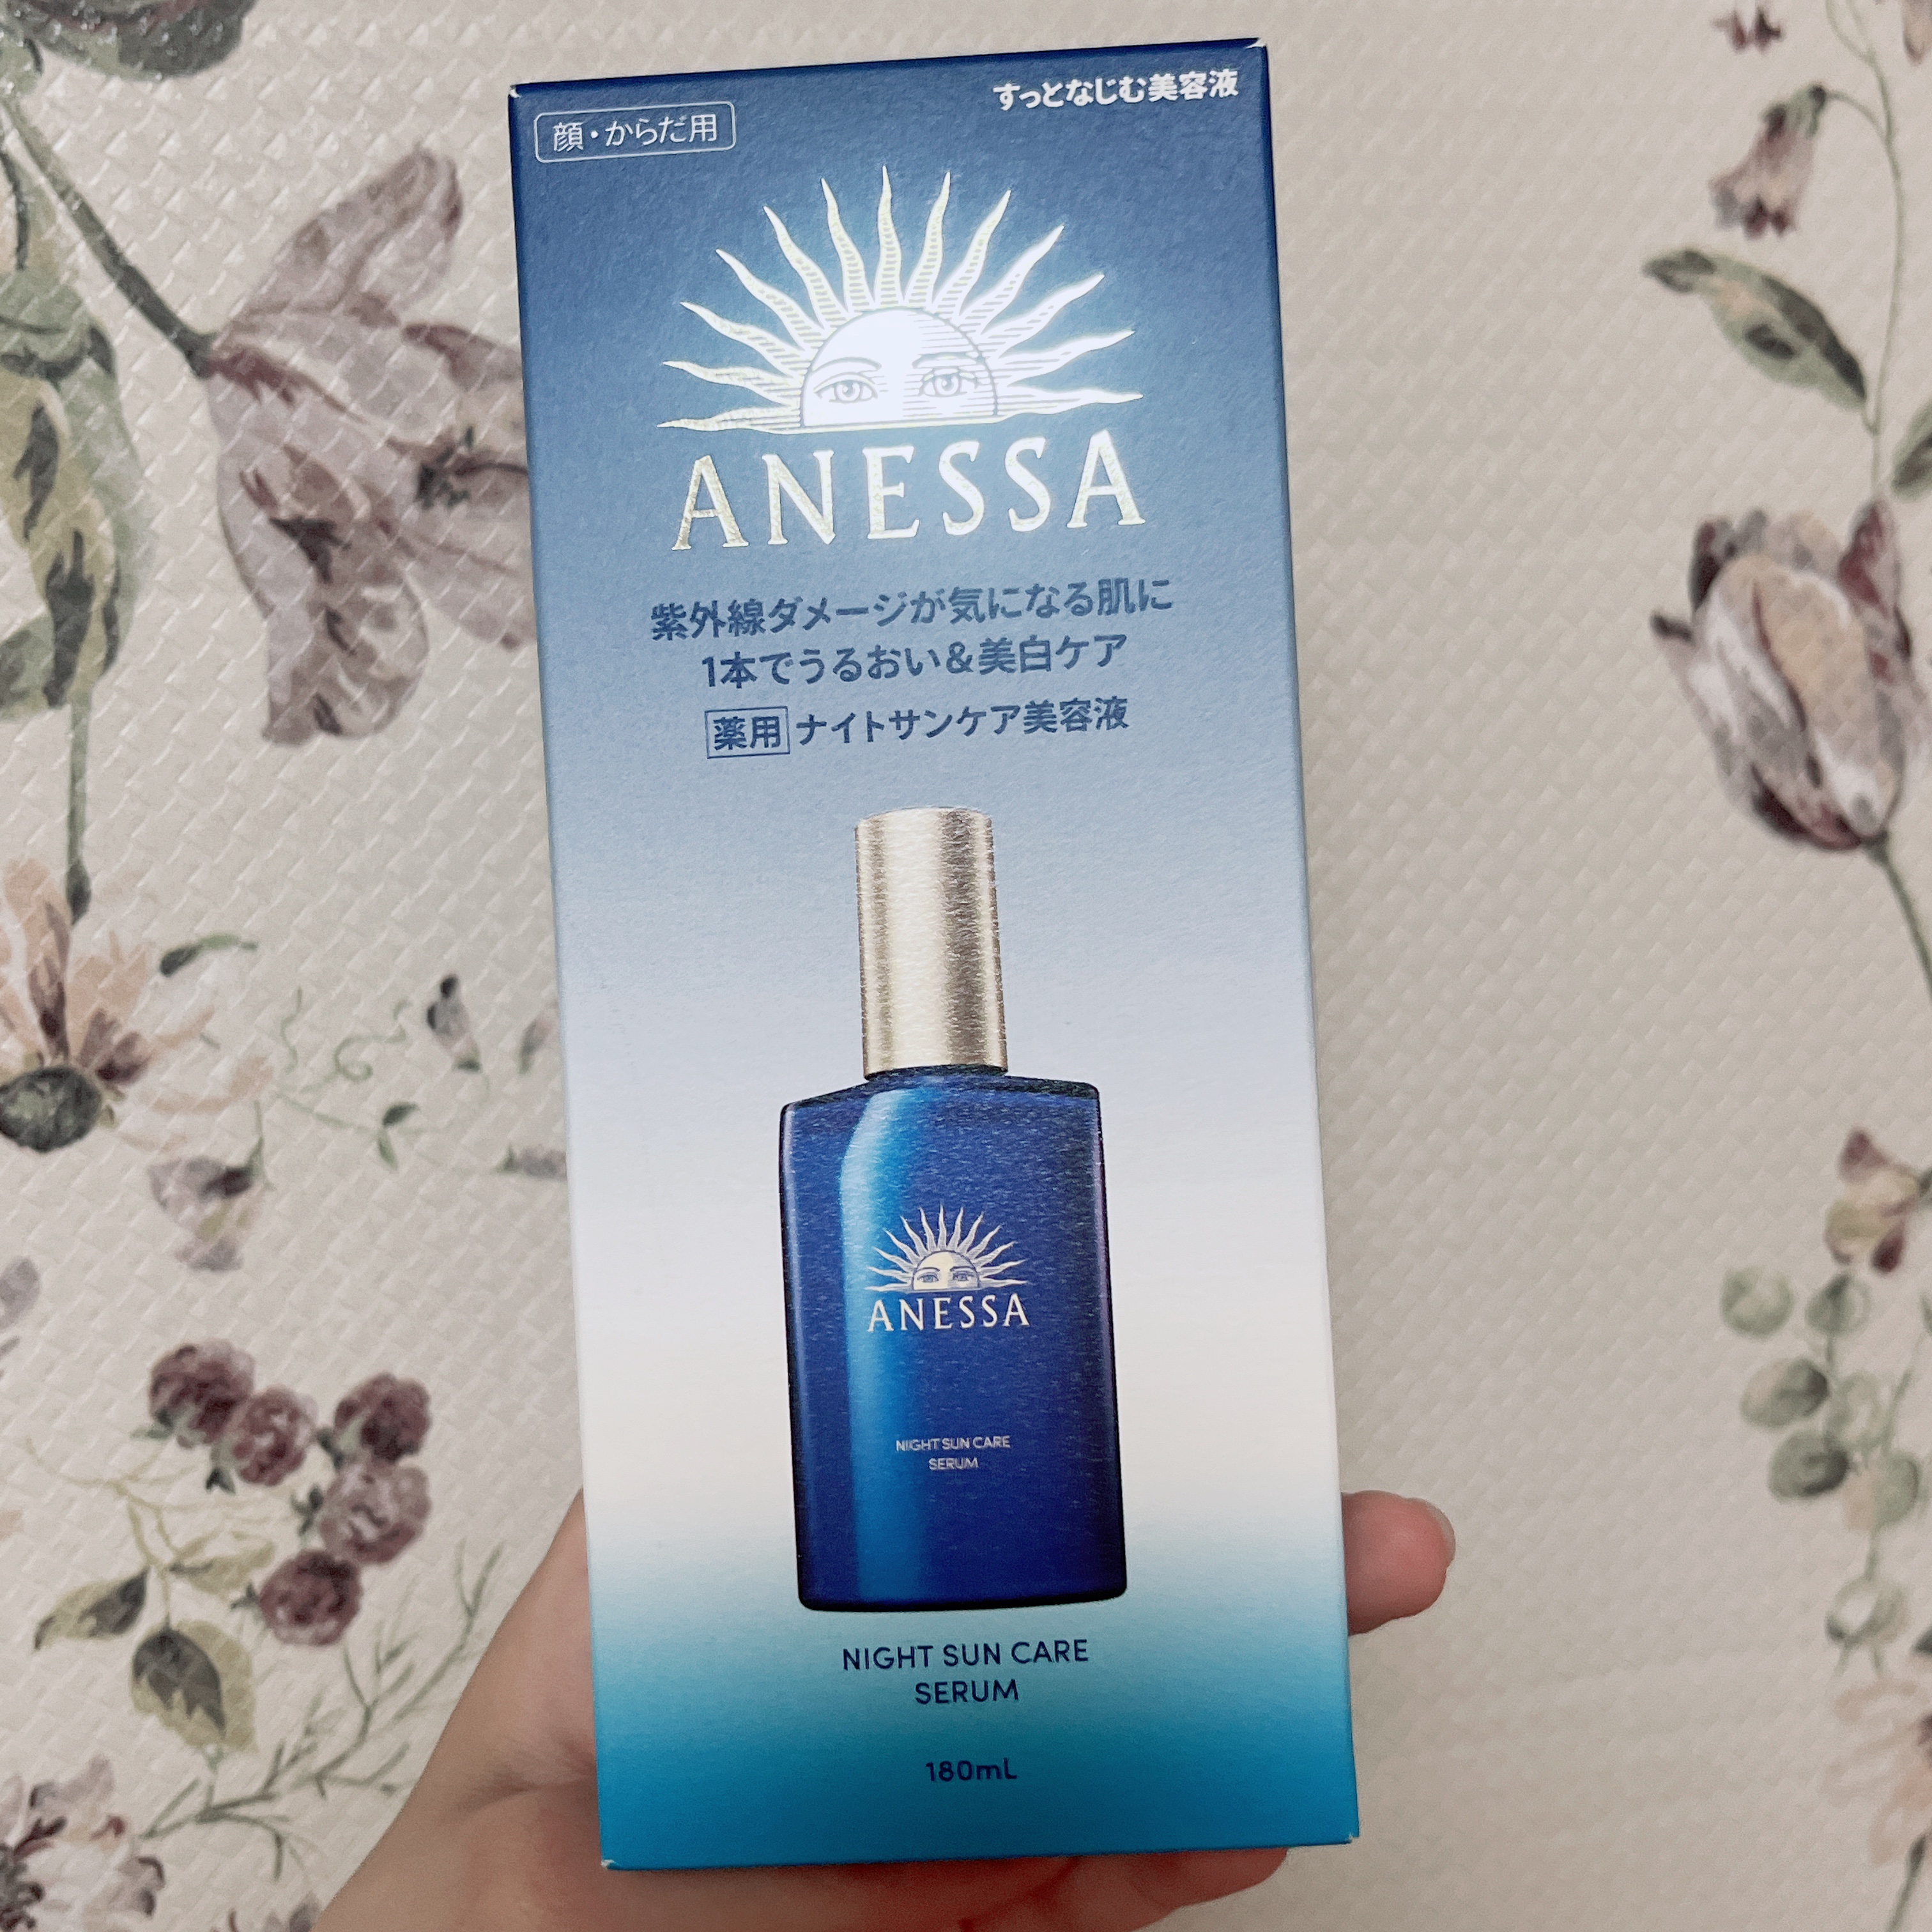 すっとなじむ美容液
顔・からだ用
ANESSA
紫外線ダメージが気になる肌に
1本でうるおい&美白ケア
薬用 ナイトサンケア美容液
ANESSA
NIGHT SUN CARE
SERUM
NIGHT SUN CARE
SERUM
180mL